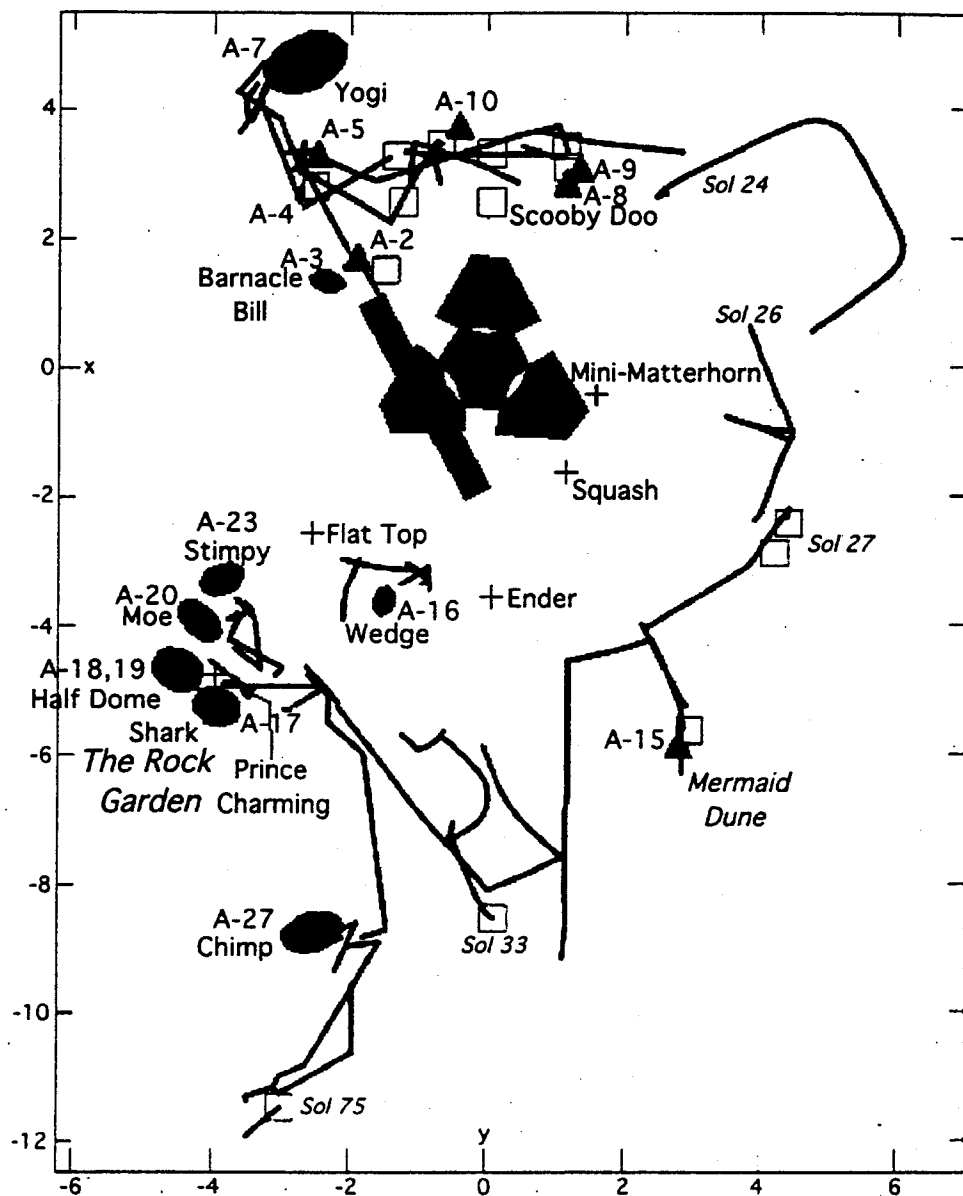 A-7
Yogi
4
A-10
A-5
A-9
Sol 24
A-8
A-4
Scooby Doo
2
A-2
A-3
Barnacle
Bill
Sol 26
0
x
Mini-Matterhorn
-2
Squash
A-23
Stimpy
Flat Top
Sol 27
A-20
Moe
A-16
Ender
-4
Wedge
A-18,19
Half Dome
A-17
Shark
A-15
-6
The Rock
Garden
Prince
Charming
Mermaid
Dune
-8
A-27
Chimp
Sol 33
-10
Sol 75
-12
y
-6
-4
-2
0
2
4
6